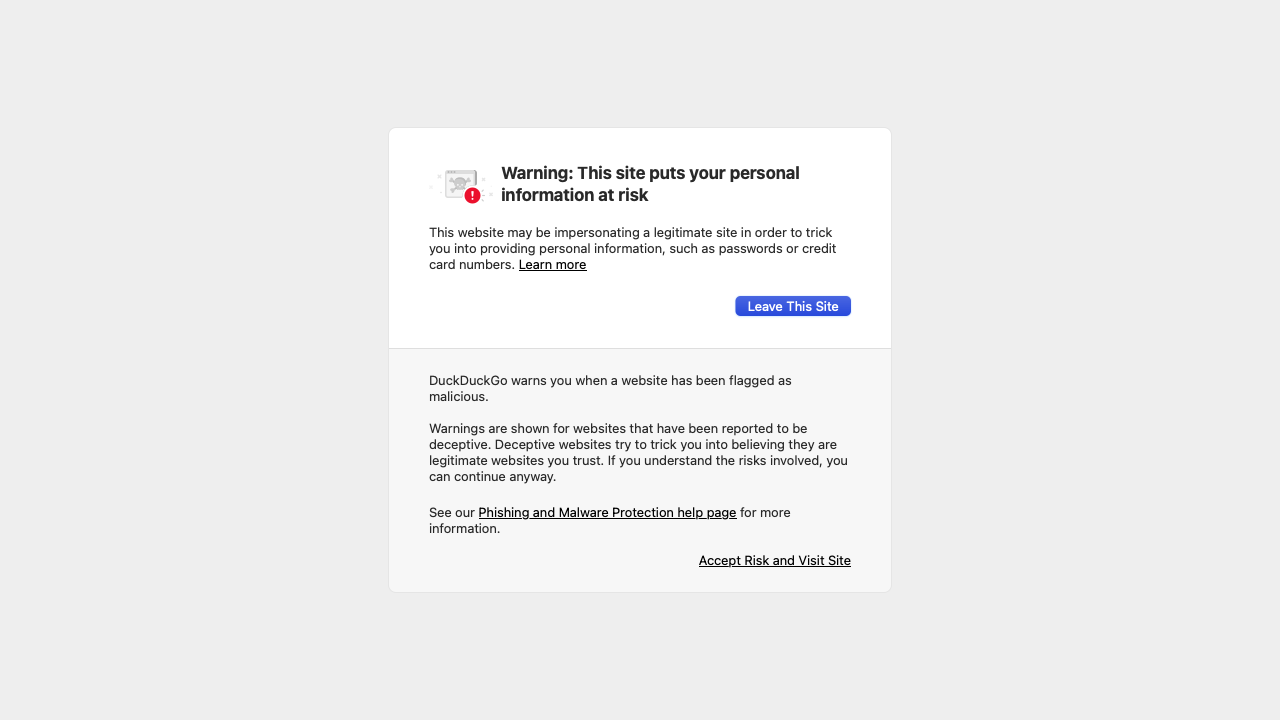 Warning: This site puts your personal
information at risk
This website may be impersonating a legitimate site in order to trick
you into providing personal information, such as passwords or credit
card numbers. Learn more
Leave This Site
DuckDuckGo warns you when a website has been flagged as
malicious.
Warnings are shown for websites that have been reported to be
deceptive. Deceptive websites try to trick you into believing they are
legitimate websites you trust. If you understand the risks involved, you
can continue anyway.
See our Phishing and Malware Protection help page for more
information.
Accept Risk and Visit Site